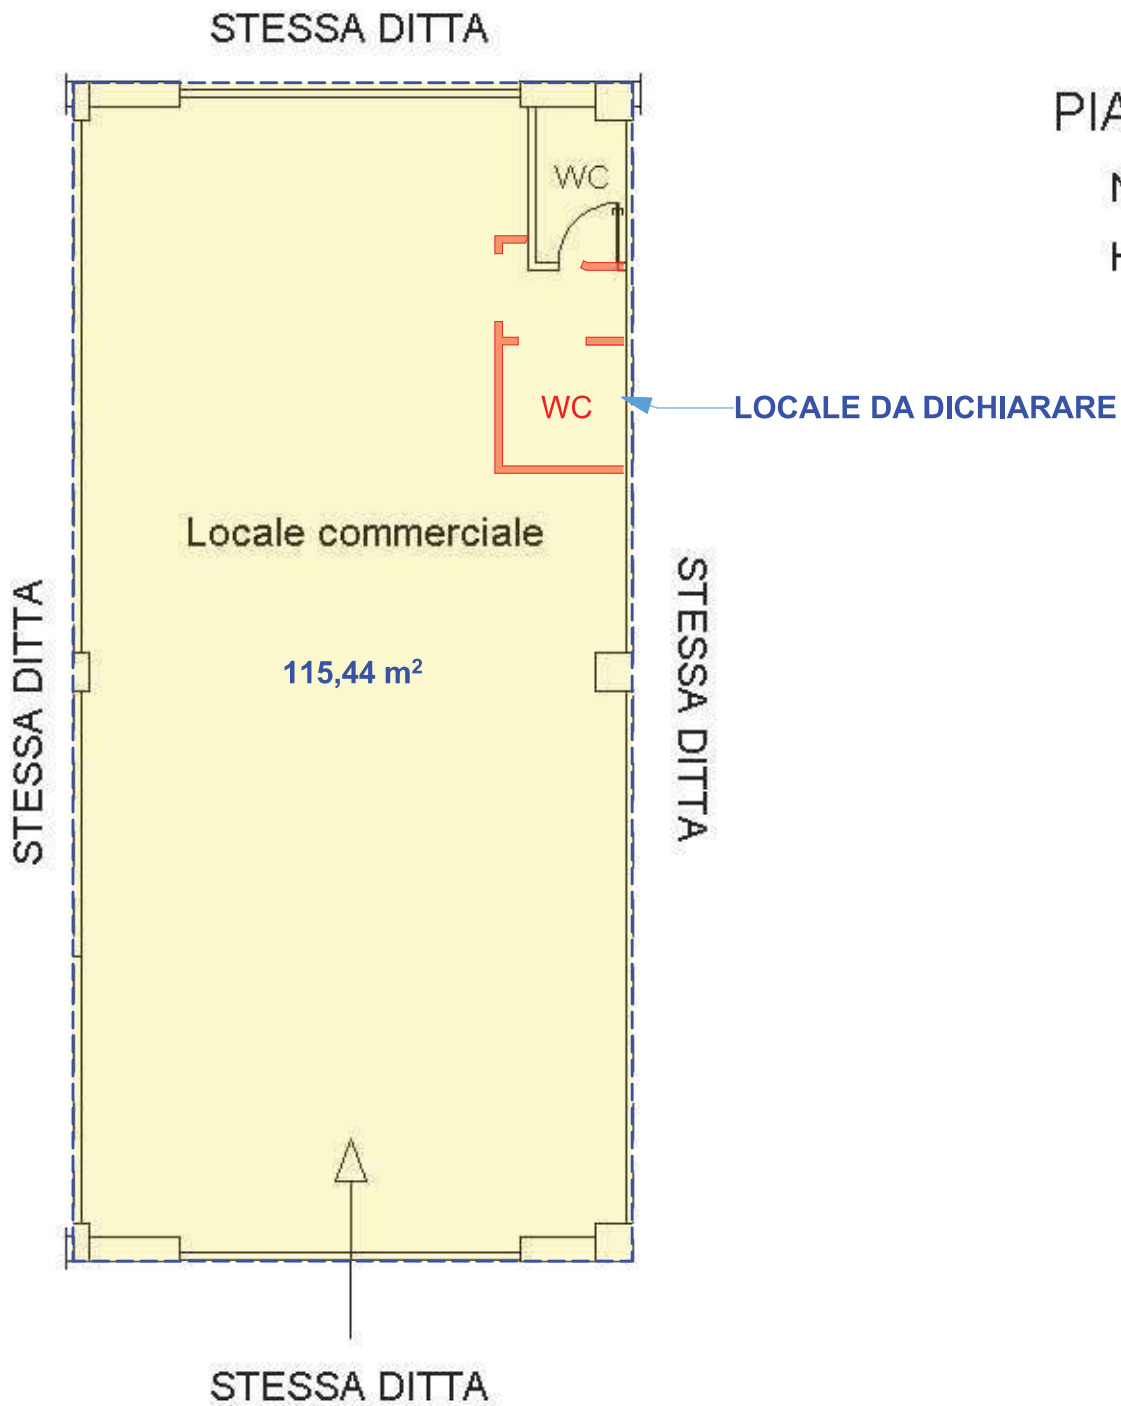 STESSA DITTA
WC
WC
LOCALE DA DICHIARARE
Locale commerciale
STESSA DITTA
115,44 m²
STESSA DITTA
STESSA DITTA